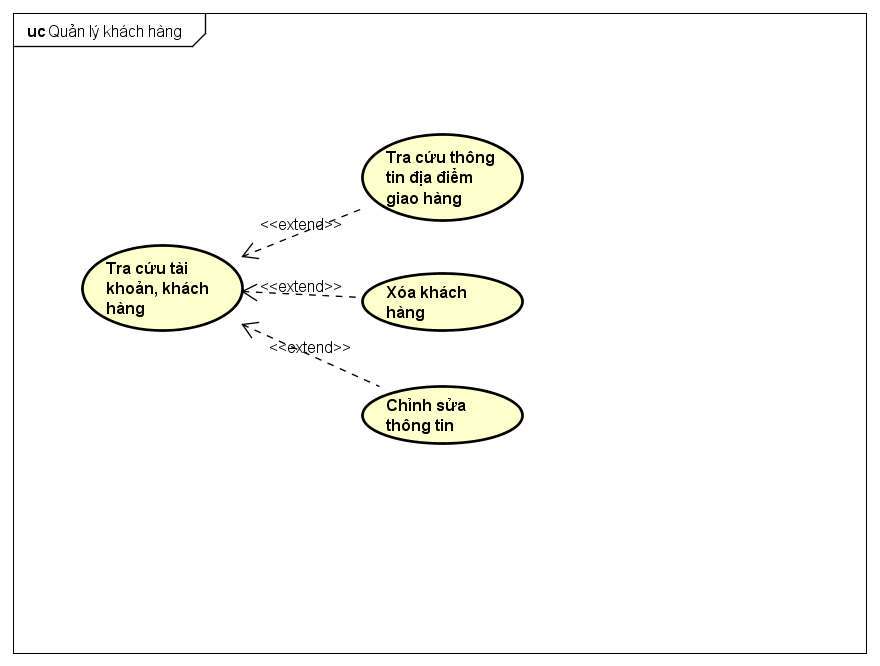 uc Quản lý khách hàng
Tra cứu thông
tin địa điểm
giao hàng
<<extend>>
Tra cứu tài
khoản, khách
hàng
<<extend>>
Xóa khách
hàng
<<extend>>
Chỉnh sửa
thông tin